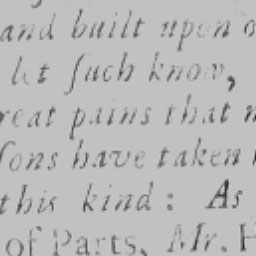 and built upon
let ſuch know,
reat pains that
ſons have taken
this kind: As
of Parts, Mr.